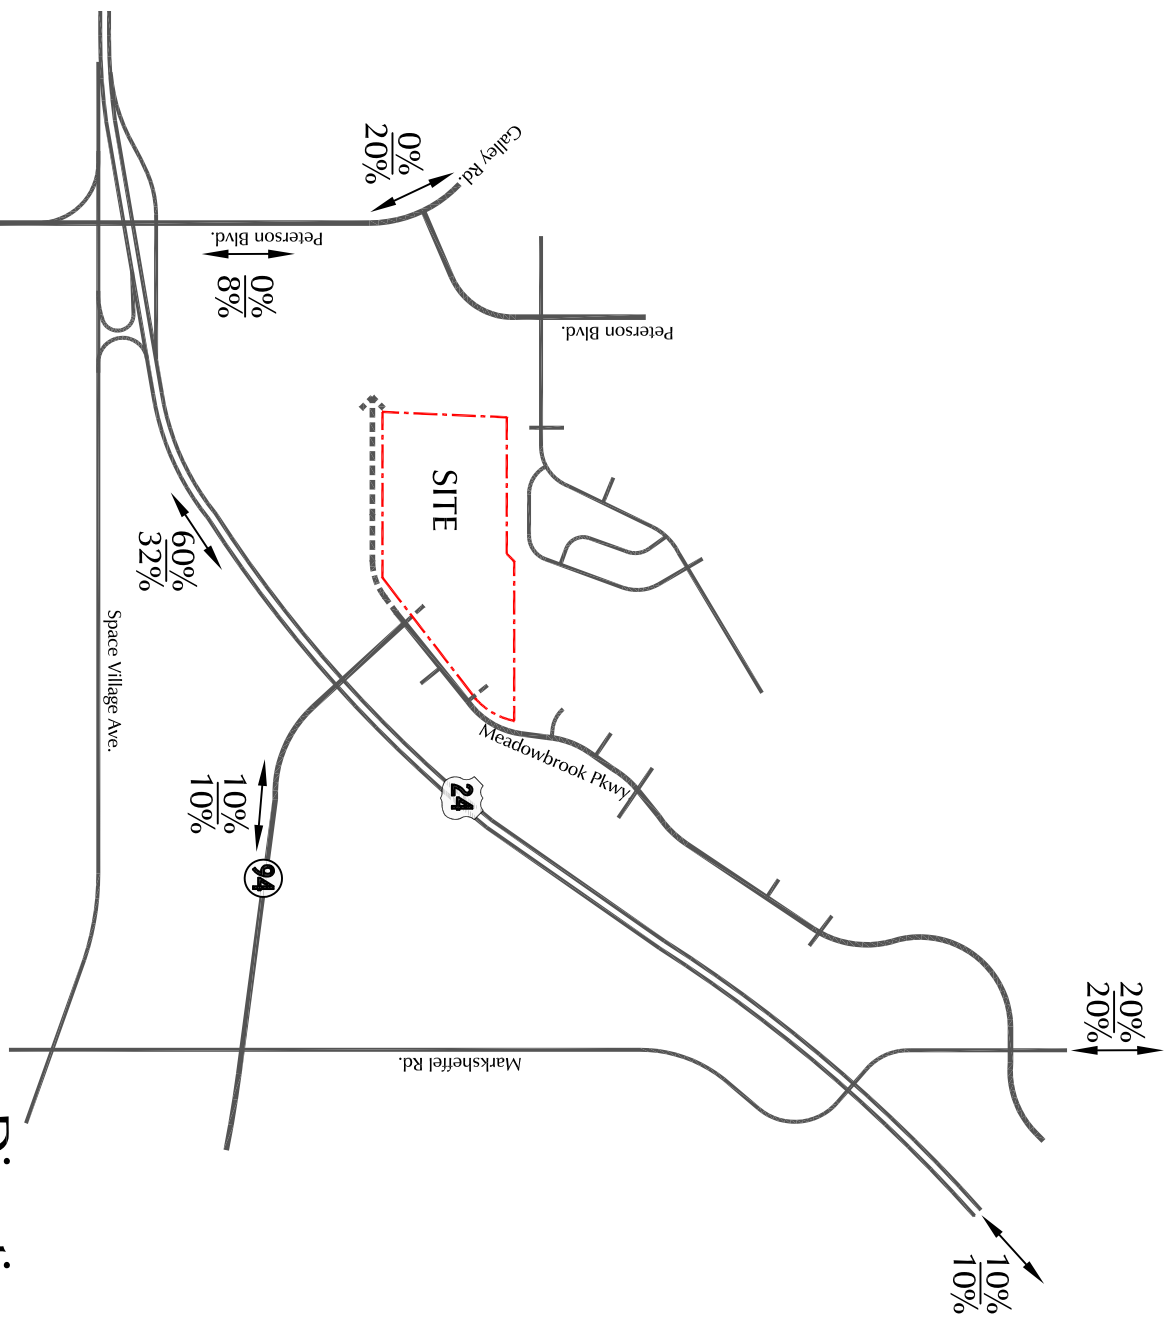 Galley Rd.
0%
20%
Peterson Blvd.
0%
8%
Peterson Blvd.
SITE
60%
32%
Space Village Ave.
Meadowbrook Pkwy
24
10%
10%
94
20%
20%
Marksheffel Rd.
10%
10%